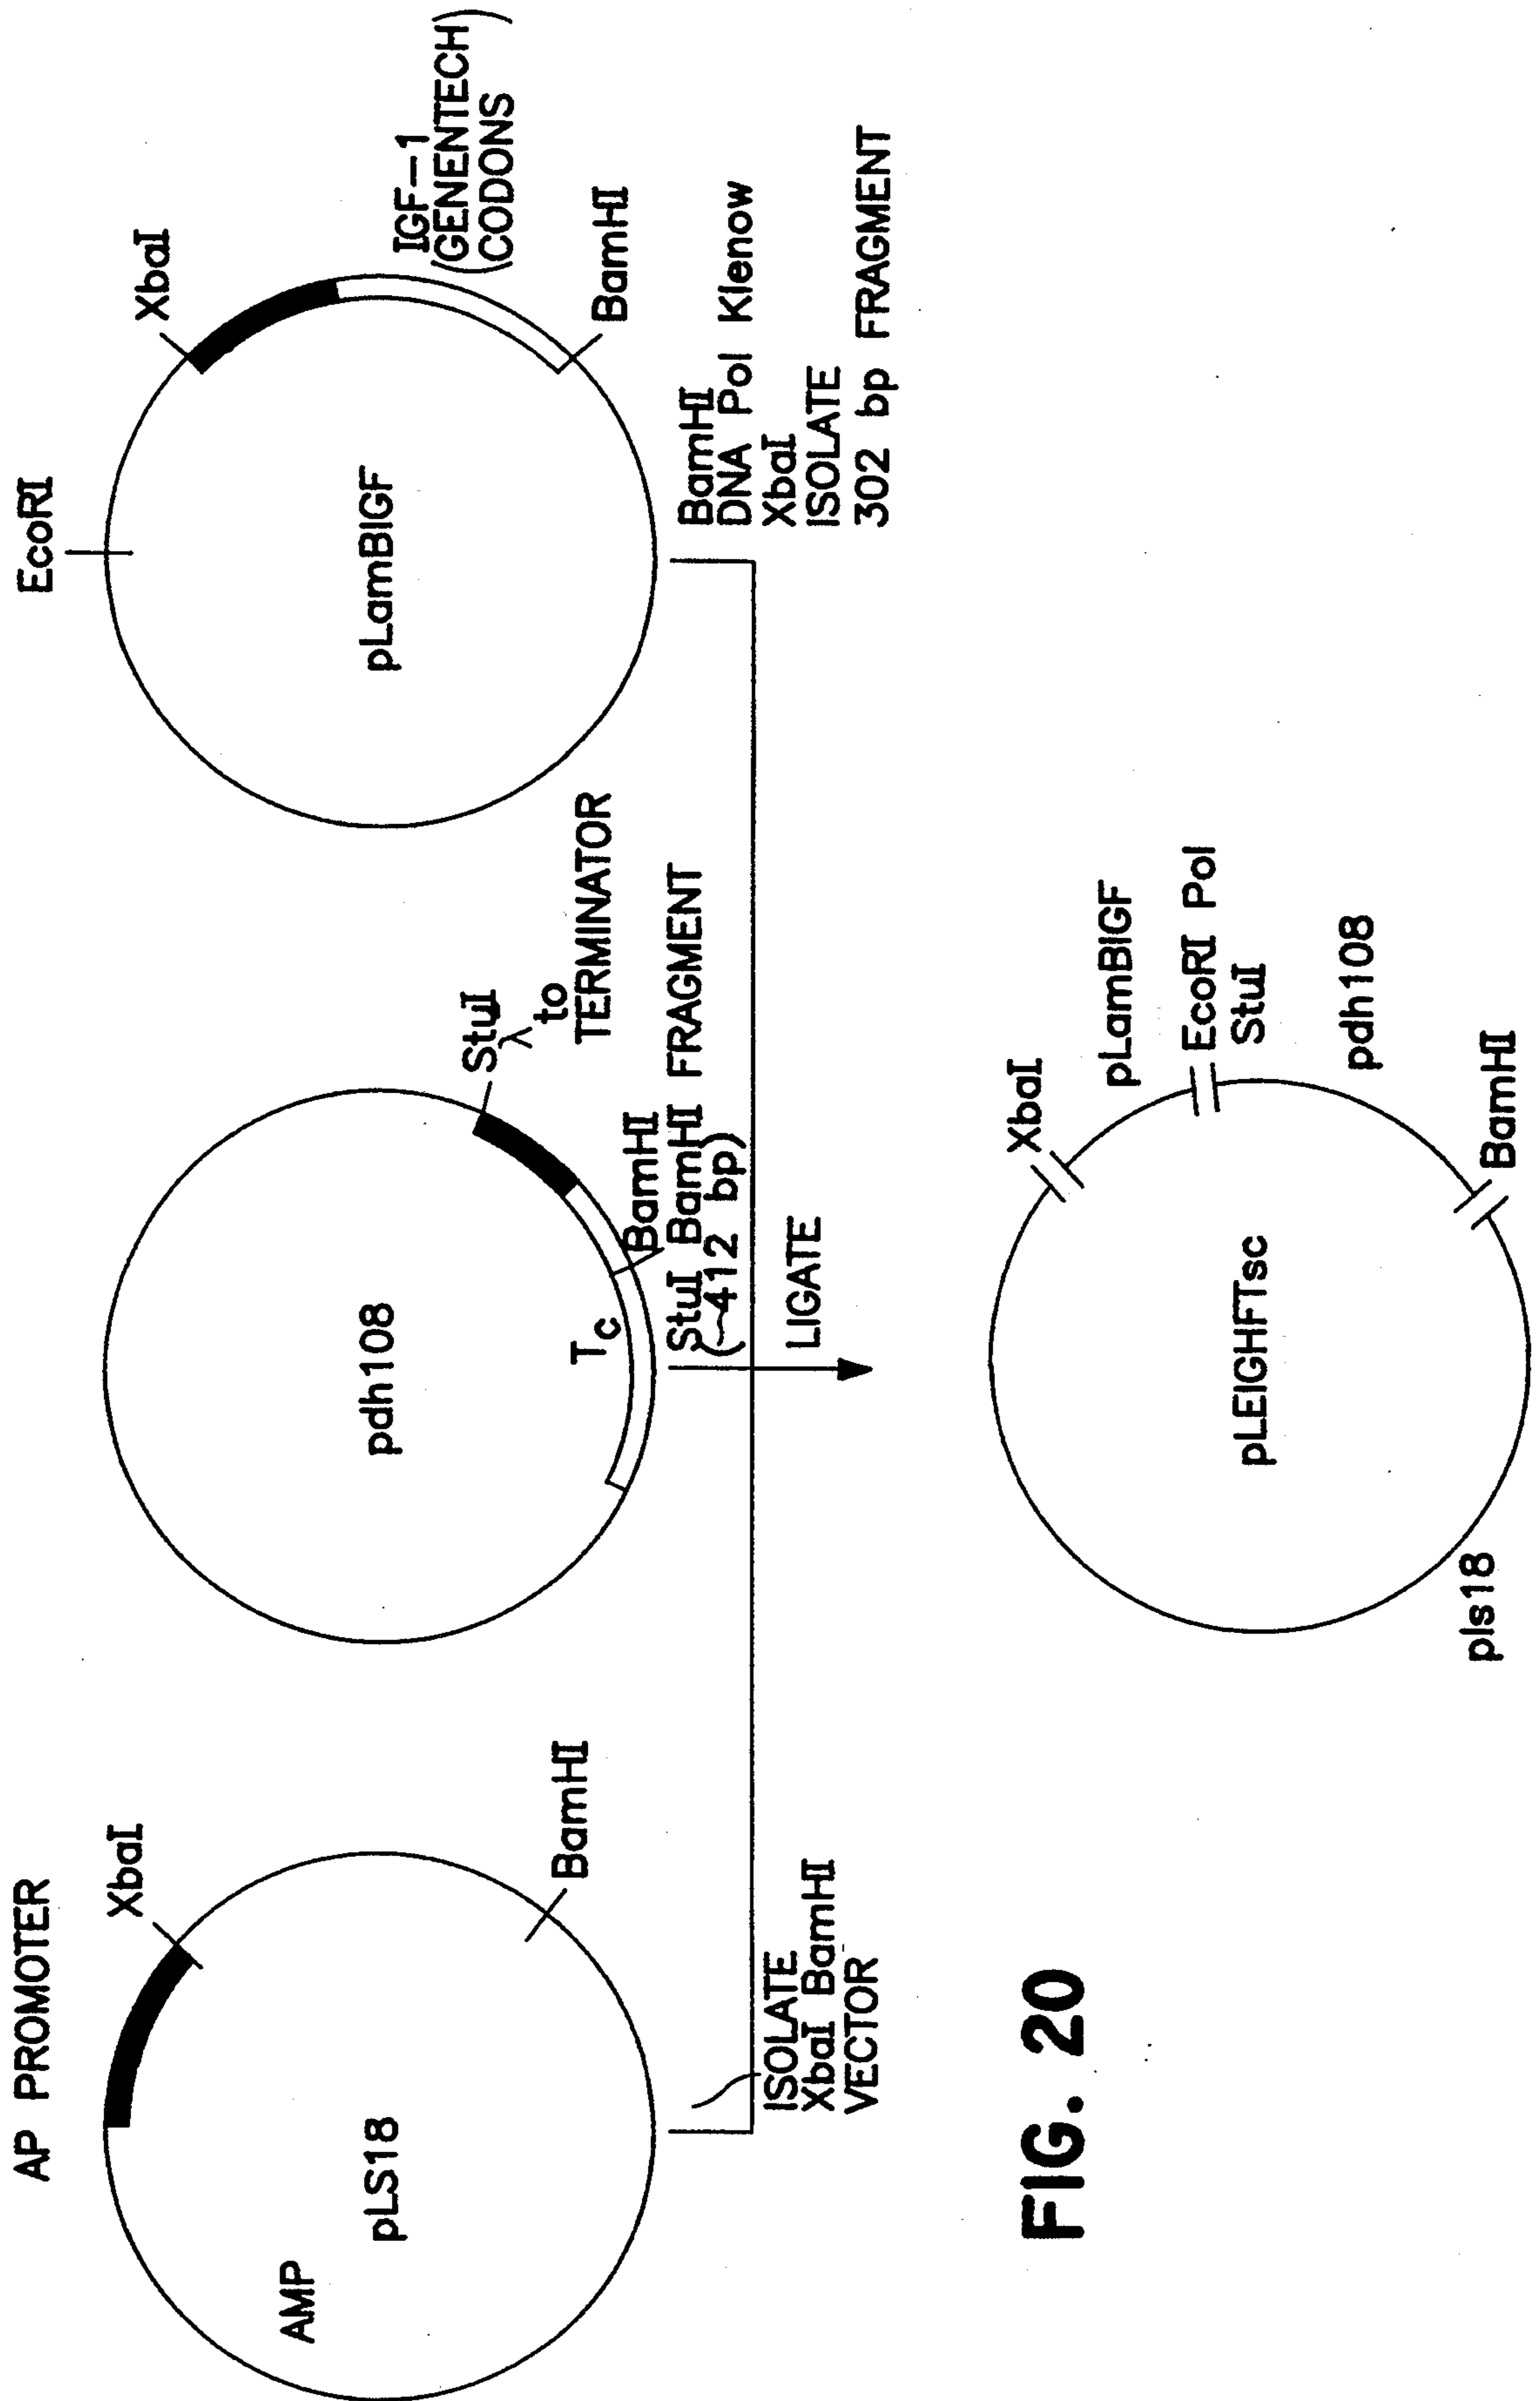 AP PROMOTER
XbaI
AMP
pLS18
BamHI
ISOLATE
XbaI BamHI
VECTOR
pdh108
StuI
λ to
TERMINATOR
Tc
BamHI
StuI BamHI FRAGMENT
(~412 bp)
LIGATE
EcoRI
XbaI
pLamBIGF
IGF-1
(GENENTECH
CODONS)
BamHI
BamHI
DNA Pol Klenow
XbaI
ISOLATE
302 bp FRAGMENT
XbaI
pLamBIGF
EcoRI Pol
StuI
pdh108
BamHI
pLEIGHFTsc
pls18
FIG. 20